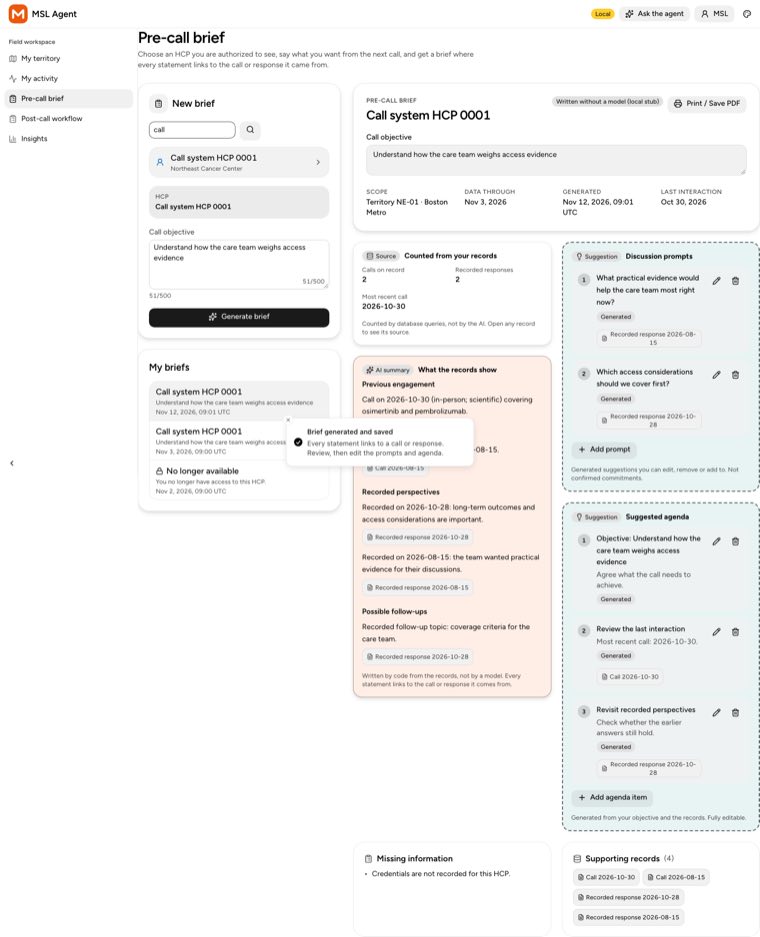 MSL Agent
Local
Ask the agent
MSL
Field workspace
My territory
My activity
Pre-call brief
Post-call workflow
Insights
Pre-call brief
Choose an HCP you are authorized to see, say what you want from the next call, and get a brief where
every statement links to the call or response it came from.
New brief
call
Call system HCP 0001
Northeast Cancer Center
HCP
Call system HCP 0001
Call objective
Understand how the care team weighs access
evidence
51/500
51/500
Generate brief
My briefs
Call system HCP 0001
Understand how the care team weighs access evidence
Nov 12, 2026, 09:01 UTC
Call system HCP 0001
Understand how the care team weighs access
Nov 3, 2026, 09:00 UTC
No longer available
You no longer have access to this HCP.
Nov 2, 2026, 09:00 UTC
PRE-CALL BRIEF
Written without a model (local stub)
Print / Save PDF
Call system HCP 0001
Call objective
Understand how the care team weighs access evidence
SCOPE
Territory NE-01 · Boston
Metro
DATA THROUGH
Nov 3, 2026
GENERATED
Nov 12, 2026, 09:01
UTC
LAST INTERACTION
Oct 30, 2026
Source
Counted from your records
Calls on record
2
Recorded responses
2
Most recent call
2026-10-30
Counted by database queries, not by the AI. Open any record
to see its source.
AI summary
What the records show
Previous engagement
Call on 2026-10-30 (in-person; scientific) covering
osimertinib and pembrolizumab.
Brief generated and saved
Every statement links to a call or response.
Review, then edit the prompts and agenda.
-08-15.
Call 2026-08-15
Recorded perspectives
Recorded on 2026-10-28: long-term outcomes and
access considerations are important.
Recorded response 2026-10-28
Recorded on 2026-08-15: the team wanted practical
evidence for their discussions.
Recorded response 2026-08-15
Possible follow-ups
Recorded follow-up topic: coverage criteria for the
care team.
Recorded response 2026-10-28
Written by code from the records, not by a model. Every
statement links to the call or response it comes from.
Suggestion
Discussion prompts
1
What practical evidence would
help the care team most right
now?
Generated
Recorded response 2026-08-
15
2
Which access considerations
should we cover first?
Generated
Recorded response 2026-10-
28
Add prompt
Generated suggestions you can edit, remove or add to. Not
confirmed commitments.
Suggestion
Suggested agenda
1
Objective: Understand how the
care team weighs access
evidence
Agree what the call needs to
achieve.
Generated
2
Review the last interaction
Most recent call: 2026-10-30.
Generated
Call 2026-10-30
3
Revisit recorded perspectives
Check whether the earlier
answers still hold.
Generated
Recorded response 2026-10-
28
Add agenda item
Generated from your objective and the records. Fully editable.
Missing information
• Credentials are not recorded for this HCP.
Supporting records (4)
Call 2026-10-30
Call 2026-08-15
Recorded response 2026-10-28
Recorded response 2026-08-15